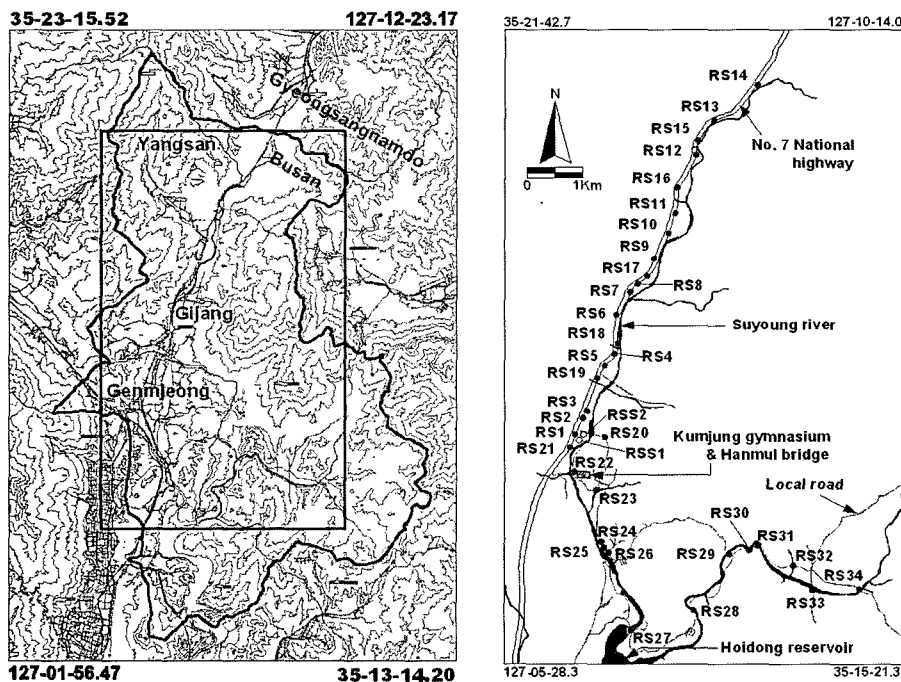 35-23-15.52
127-12-23.17
Gyeongsangnamdo
Yangsan
Busan
Gijang
Genmjeong
127-01-56.47
35-13-14.20
35-21-42.7
127-10-14.0
RS14
N
RS13
RS15
No. 7 National
highway
RS12
0 1Km
RS16
RS11
RS10
RS9
RS17
RS7
RS8
RS6
Suyoung river
RS18
RS5
RS4
RS19
RS3
RS2
RSS2
RS1
RS20
Kumjung gymnasium
& Hanmul bridge
RS21
RSS1
RS22
Local road
RS23
RS30
RS24
RS31
RS25
RS26
RS29
RS32
RS34
RS28
RS33
RS27
Hoidong reservoir
127-05-28.3
35-15-21.3